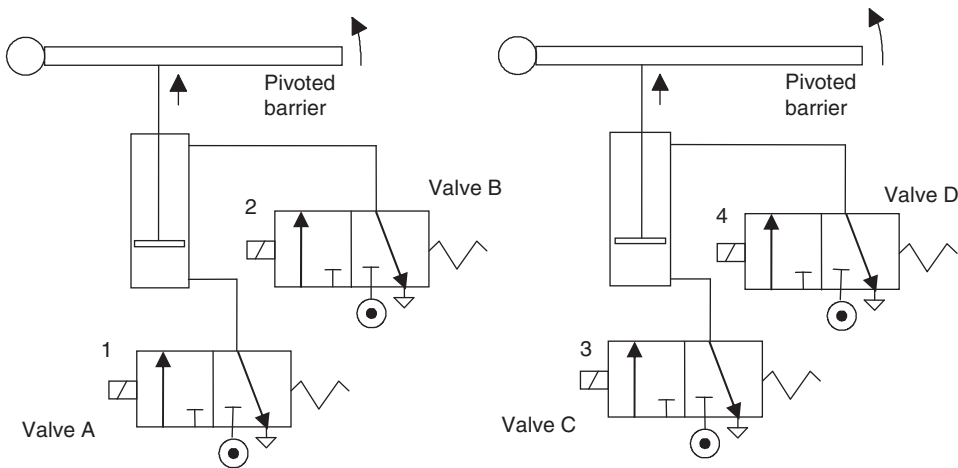 Pivoted
barrier
Valve B
2
1
Valve A
Pivoted
barrier
Valve D
4
3
Valve C